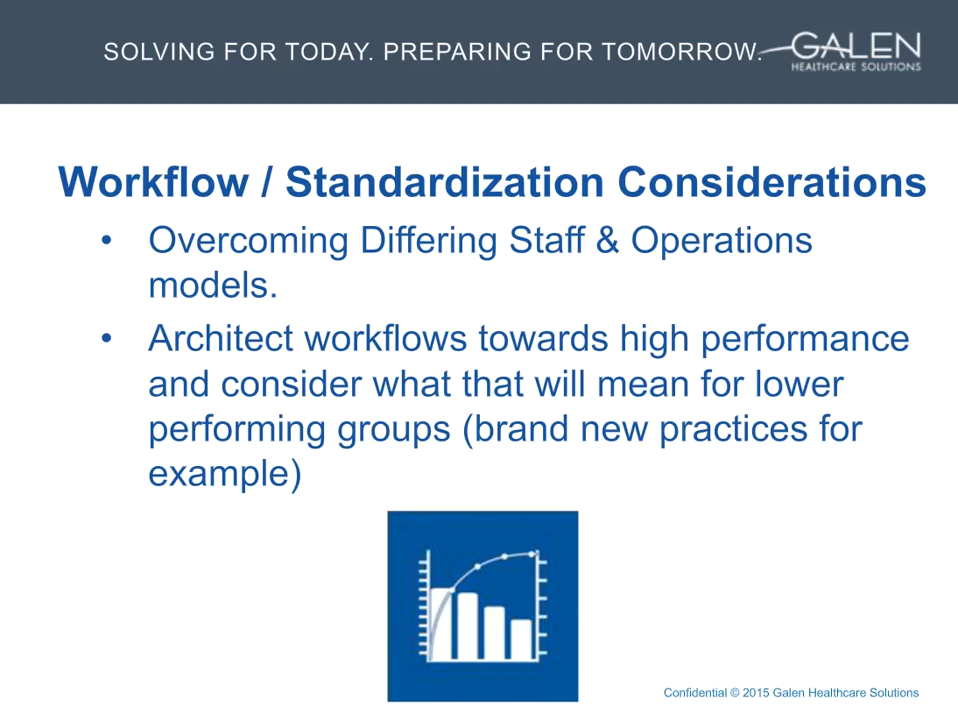 SOLVING FOR TODAY. PREPARING FOR TOMORROW.
GALEN
HEALTHCARE SOLUTIONS
Workflow / Standardization Considerations
• Overcoming Differing Staff & Operations
models.
• Architect workflows towards high performance
and consider what that will mean for lower
performing groups (brand new practices for
example)
Confidential © 2015 Galen Healthcare Solutions